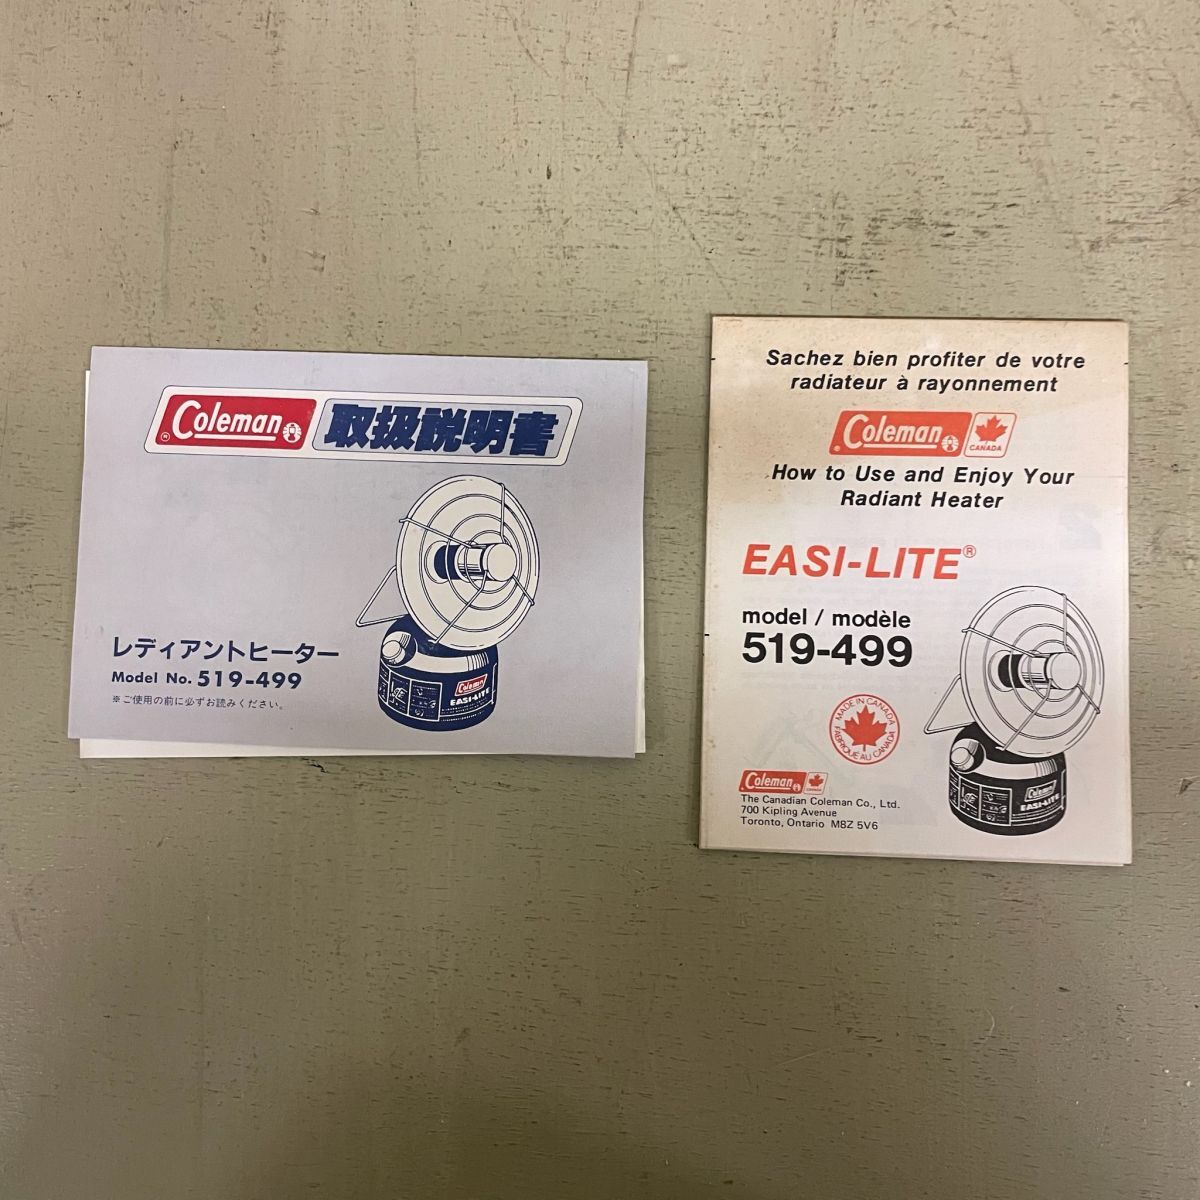 Coleman 取扱説明書
レディアントヒーター
Model No. 519-499
※ご使用の前に必ずお読みください。
Coleman
EASI-LITE
Sachez bien profiter de votre
radiateur à rayonnement
Coleman CANADA
How to Use and Enjoy Your
Radiant Heater
EASI-LITE®
model / modèle
519-499
MADE IN CANADA
FABRIQUÉ AU CANADA
Coleman
The Canadian Coleman Co., Ltd.
700 Kipling Avenue
Toronto, Ontario M8Z 5V6
Coleman
EASI-LITE